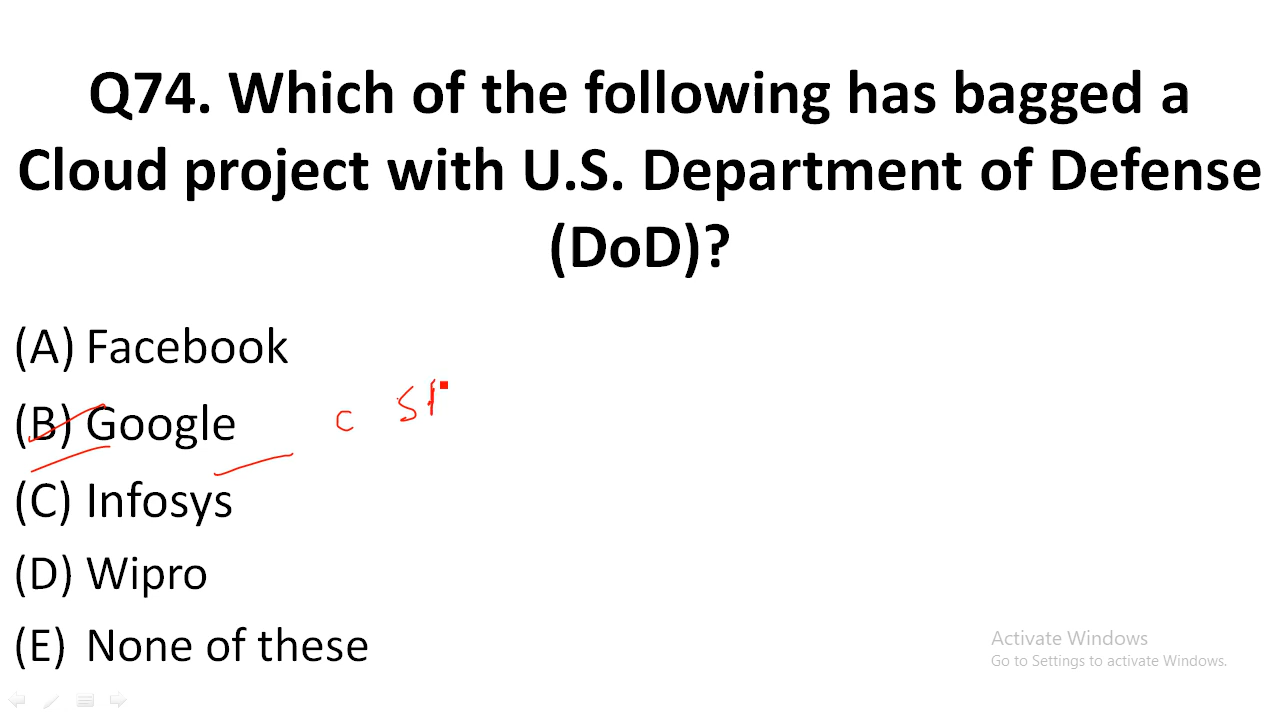 Q74. Which of the following has bagged a
Cloud project with U.S. Department of Defense
(DoD)?
(A) Facebook
(B) Google
c
(C) Infosys
(D) Wipro
(E) None of these
Activate Windows
Go to Settings to activate Windows.